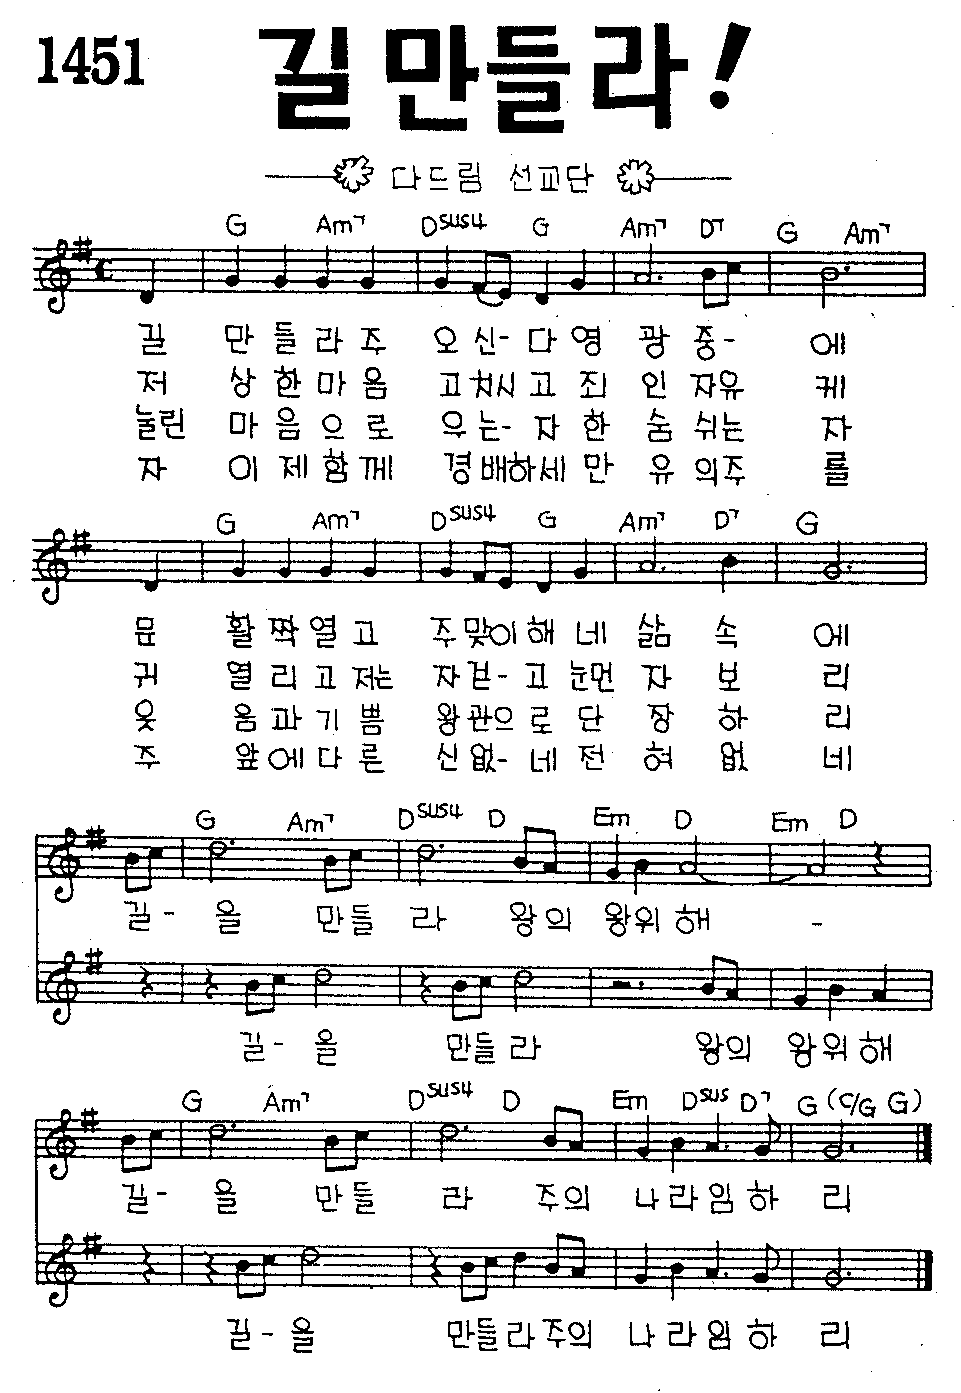 1451 길 만들라!
다드림 선교단
G Am7 Dsus4 G Am7 D7 G Am7
길 만 들 라 주 오 신- 다 영 광 중- 에
저 상 한 마 음 고 치시 고 죄 인 자유 케
눌린 마 음 으 로 우 는- 자 한 숨 쉬는 자
자 이 제 함 께 경 배하 세 만 유 의주 를
G Am7 Dsus4 G Am7 D7 G
문 활 짝 열 고 주 맞이 해 네 삶 속 에
귀 열 리 고 저는 자 걷- 고 눈먼 자 보 리
옷 옴 과 기 쁨 왕 관으 로 단 장 하 리
주 앞 에 다 른 신 없- 네 전 혀 없 네
G Am7 Dsus4 D Em D Em D
길- 을 만들 라 왕의 왕위 해 -
길- 을 만들 라 왕의 왕위 해
G Am7 Dsus4 D Em Dsus D7 G (C/G G)
길- 을 만들 라 주의 나 라 임 하 리
길- 을 만들 라 주의 나 라 임 하 리